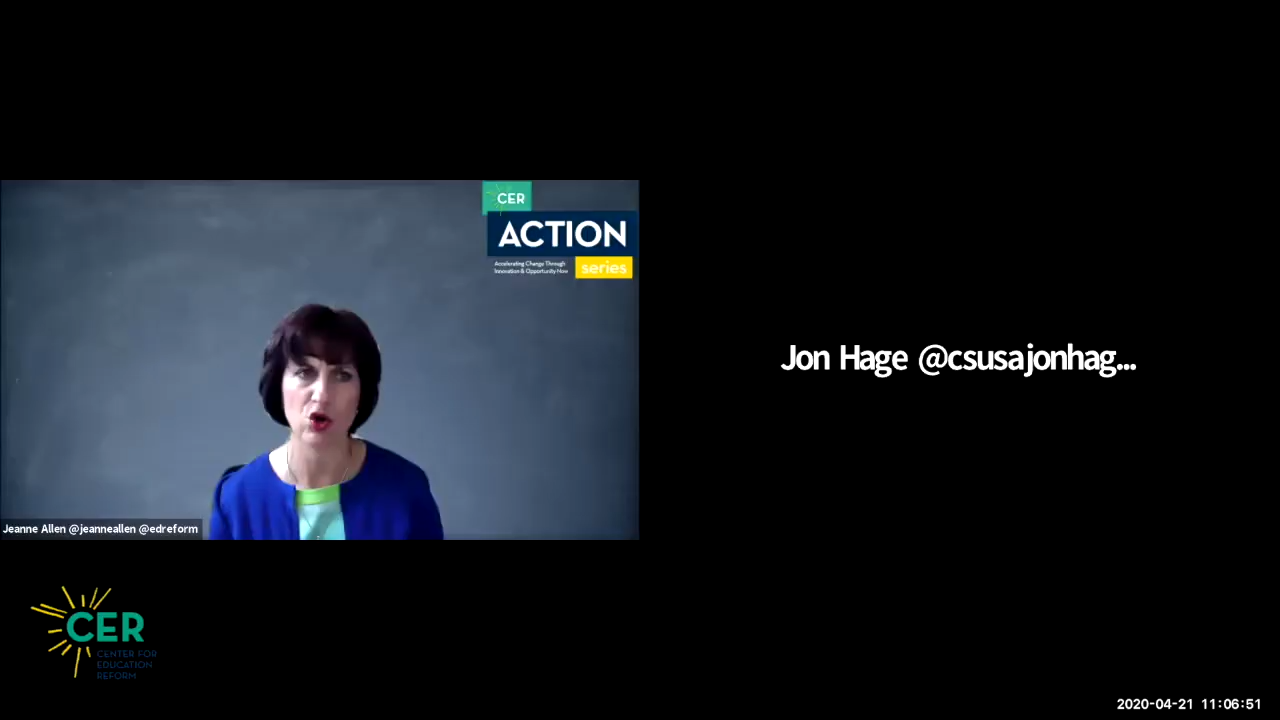 CER
ACTION
Accelerating Change Through
Innovation & Opportunity Now
series
Jon Hage @csusajonhag...
Jeanne Allen @jeanneallen @edreform
CER
CENTER FOR
EDUCATION
REFORM
2020-04-21 11:06:51